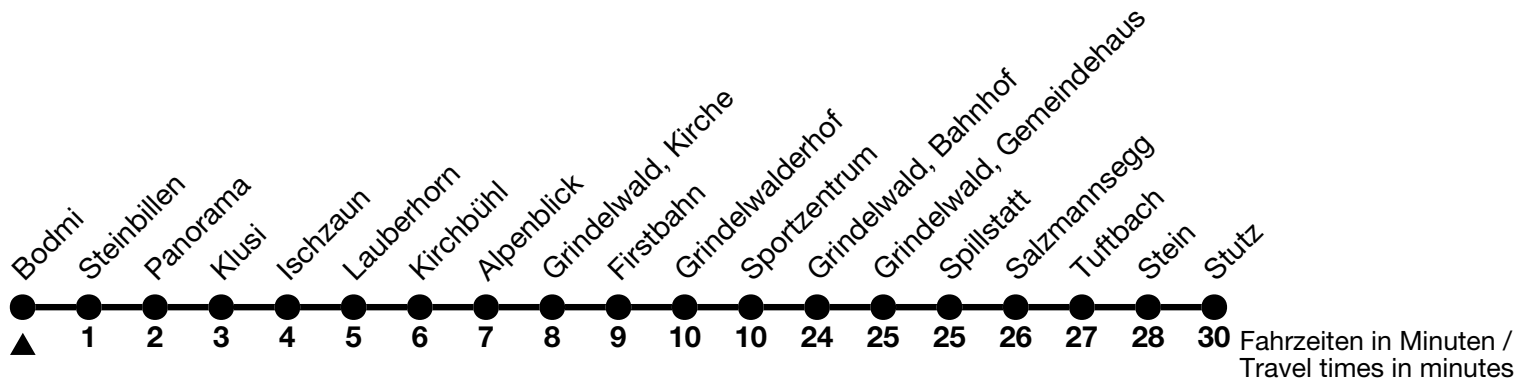 Bodmi
Steinbillen
Panorama
Klusi
Ischzaun
Lauberhorn
Kirchbühl
Alpenblick
Grindelwald, Kirche
Firstbahn
Grindelwalderhof
Sportzentrum
Grindelwald, Bahnhof
Grindelwald, Gemeindehaus
Spillstatt
Salzmannsegg
Tuftbach
Stein
Stutz
1 2 3 4 5 6 7 8 9 10 10 24 25 25 26 27 28 30 Fahrzeiten in Minuten /
Travel times in minutes